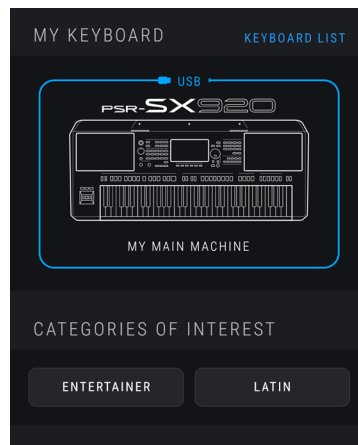 MY KEYBOARD
KEYBOARD LIST
USB
PSR-SX920
MY MAIN MACHINE
CATEGORIES OF INTEREST
ENTERTAINER
LATIN